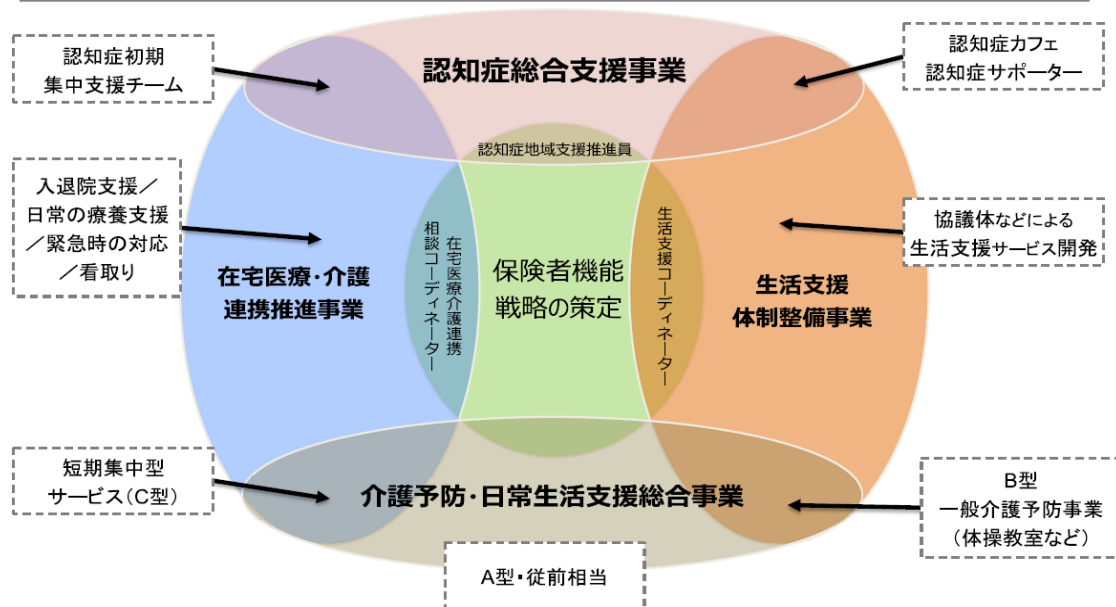 認知症初期
集中支援チーム
認知症総合支援事業
認知症カフェ
認知症サポーター
認知症地域支援推進員
入退院支援／
日常の療養支援
／緊急時の対応
／看取り
在宅医療･介護
連携推進事業
在宅医療介護連携
相談コーディネーター
保険者機能
戦略の策定
生活支援コーディネーター
生活支援
体制整備事業
協議体などによる
生活支援サービス開発
短期集中型
サービス(C型)
介護予防･日常生活支援総合事業
B型
一般介護予防事業
(体操教室など)
A型･従前相当